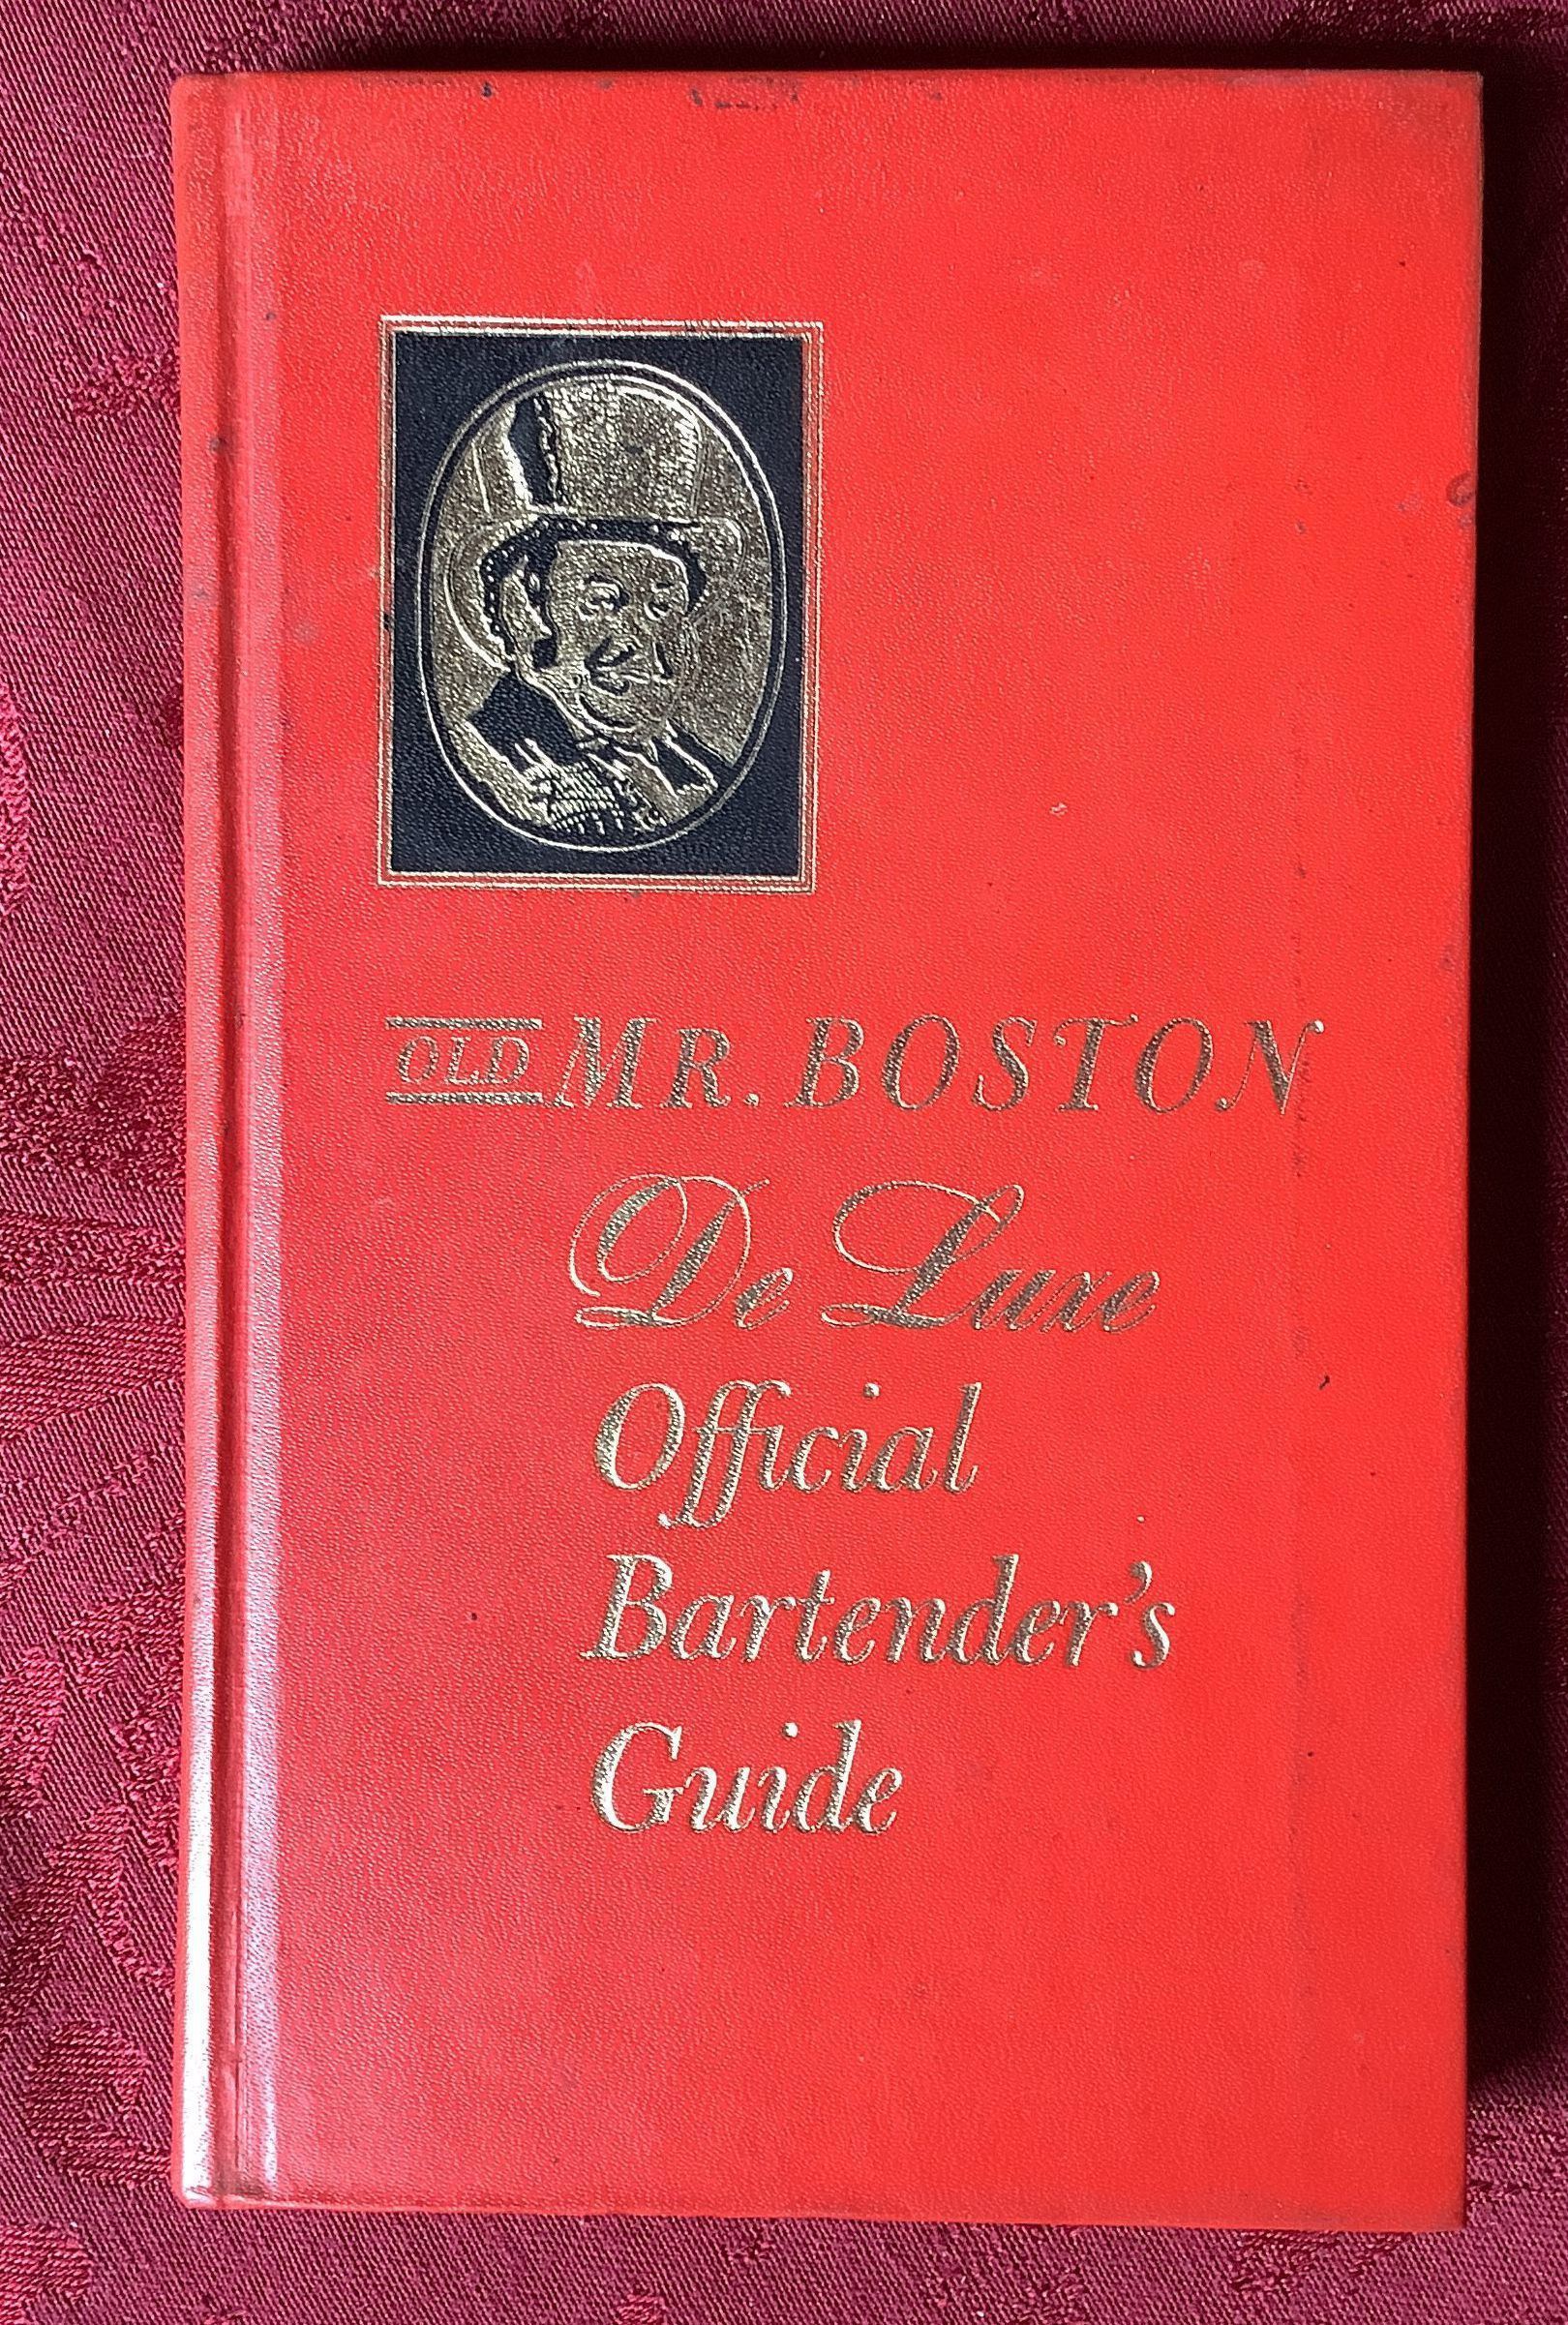 OLD MR. BOSTON
De Luxe
Official
Bartender's
Guide